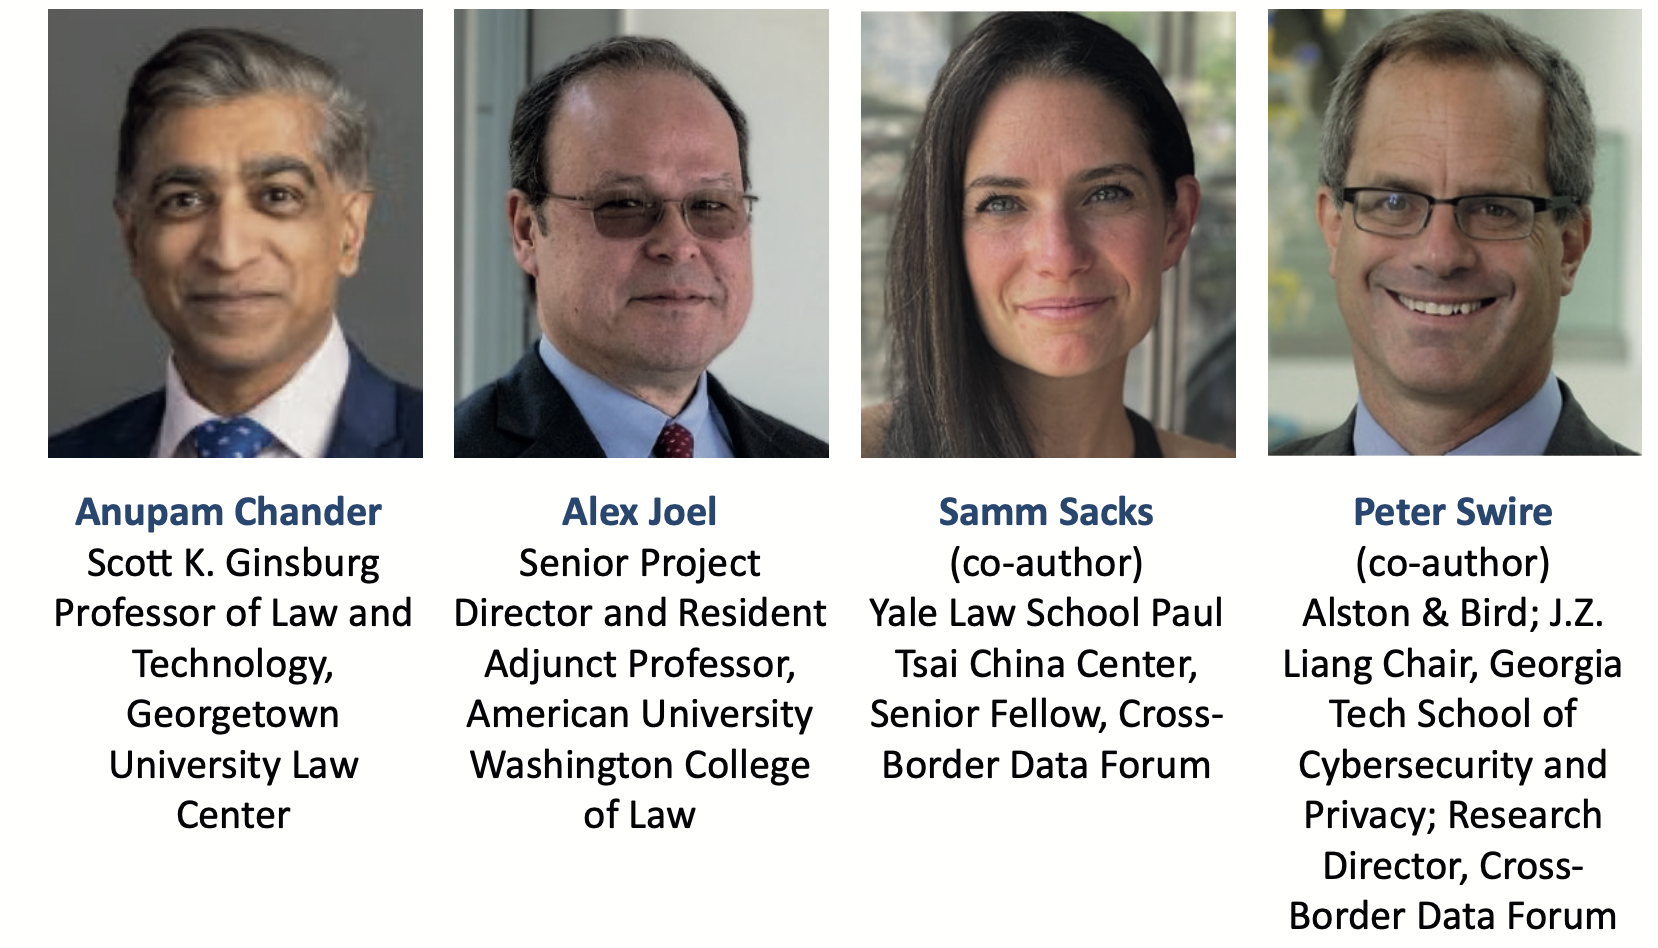 Anupam Chander
Scott K. Ginsburg
Professor of Law and
Technology,
Georgetown
University Law
Center
Alex Joel
Senior Project
Director and Resident
Adjunct Professor,
American University
Washington College
of Law
Samm Sacks
(co-author)
Yale Law School Paul
Tsai China Center,
Senior Fellow, Cross-
Border Data Forum
Peter Swire
(co-author)
Alston & Bird; J.Z.
Liang Chair, Georgia
Tech School of
Cybersecurity and
Privacy; Research
Director, Cross-
Border Data Forum